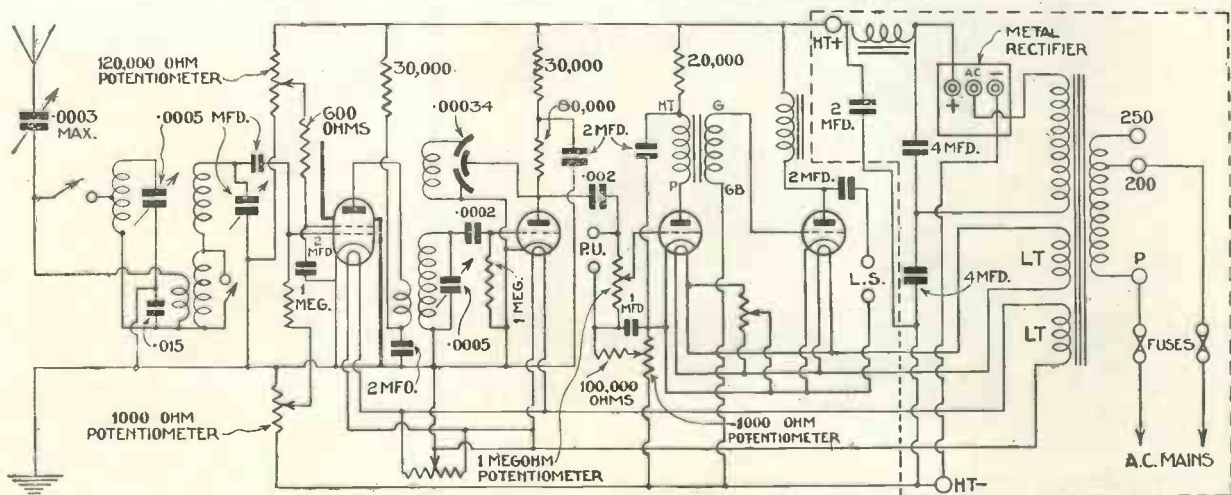 120,000 OHM
POTENTIOMETER
.0003
MAX.
.0005 MFD.
600
OHMS
30,000
.00034
30,000
80,000
20,000
HT
G
P
GB
2 MFD.
.002
P.U.
.0002
2
MFD
1
MEG.
1 MEG.
.015
2 MFD.
.0005
1
MFD
100,000
OHMS
1000 OHM
POTENTIOMETER
1 MEGOHM
POTENTIOMETER
1000 OHM
POTENTIOMETER
2 MFD.
L.S.
HT+
2
MFD.
4 MFD.
4 MFD.
METAL
RECTIFIER
AC
+
−
250
200
P
LT
LT
FUSES
A.C. MAINS
HT-